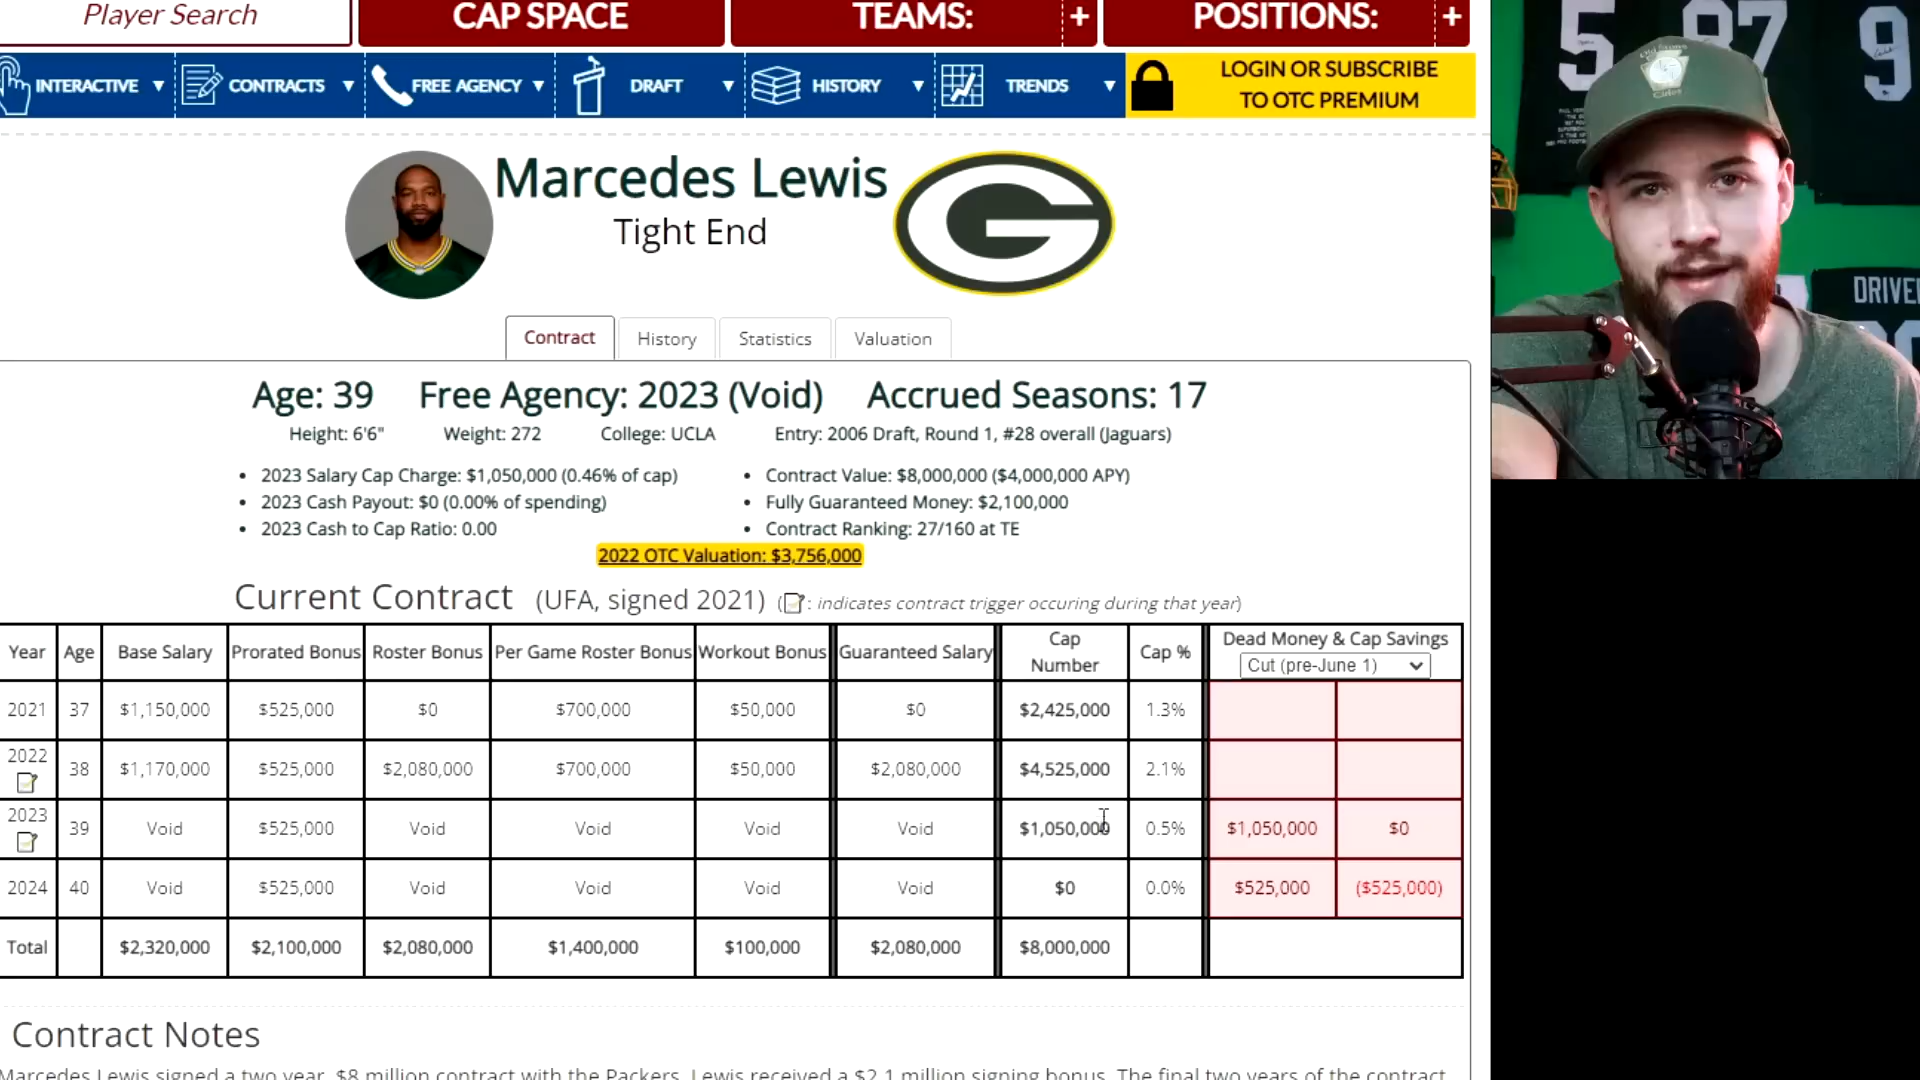 Player Search
CAP SPACE
TEAMS:
+
POSITIONS:
+
INTERACTIVE ▼
CONTRACTS ▼
FREE AGENCY ▼
DRAFT ▼
HISTORY ▼
TRENDS ▼
LOGIN OR SUBSCRIBE
TO OTC PREMIUM
Marcedes Lewis
Tight End
G
Contract History Statistics Valuation
Age: 39 Free Agency: 2023 (Void) Accrued Seasons: 17
Height: 6'6" Weight: 272 College: UCLA Entry: 2006 Draft, Round 1, #28 overall (Jaguars)
• 2023 Salary Cap Charge: $1,050,000 (0.46% of cap)
• 2023 Cash Payout: $0 (0.00% of spending)
• 2023 Cash to Cap Ratio: 0.00
• Contract Value: $8,000,000 ($4,000,000 APY)
• Fully Guaranteed Money: $2,100,000
• Contract Ranking: 27/160 at TE
2022 OTC Valuation: $3,756,000
Current Contract (UFA, signed 2021) ( : indicates contract trigger occuring during that year)
Year Age Base Salary Prorated Bonus Roster Bonus Per Game Roster Bonus Workout Bonus Guaranteed Salary Cap Number Cap % Dead Money & Cap Savings
Cut (pre-June 1)
2021 37 $1,150,000 $525,000 $0 $700,000 $50,000 $0 $2,425,000 1.3%
2022 38 $1,170,000 $525,000 $2,080,000 $700,000 $50,000 $2,080,000 $4,525,000 2.1%
2023 39 Void $525,000 Void Void Void Void $1,050,000 0.5% $1,050,000 $0
2024 40 Void $525,000 Void Void Void Void $0 0.0% $525,000 ($525,000)
Total $2,320,000 $2,100,000 $2,080,000 $1,400,000 $100,000 $2,080,000 $8,000,000
Contract Notes
Marcedes Lewis signed a two year, $8 million contract with the Packers. Lewis received a $2.1 million signing bonus. The final two years of the contract
5
87
9
DRIVE